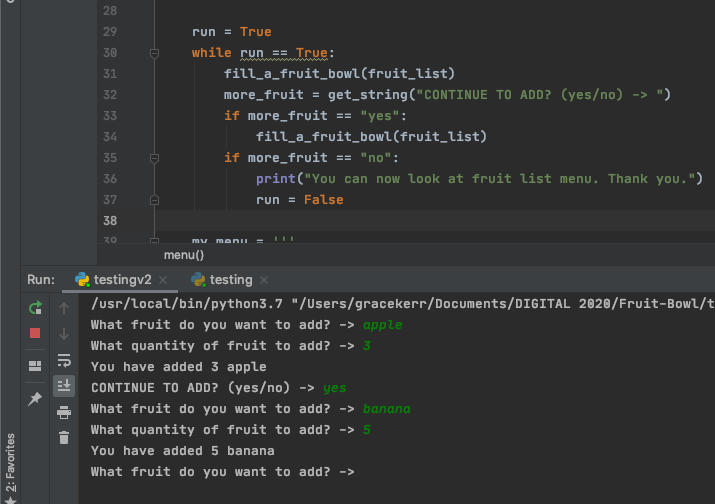 28
29 run = True
30 while run == True:
31 fill_a_fruit_bowl(fruit_list)
32 more_fruit = get_string("CONTINUE TO ADD? (yes/no) -> ")
33 if more_fruit == "yes":
34 fill_a_fruit_bowl(fruit_list)
35 if more_fruit == "no":
36 print("You can now look at fruit list menu. Thank you.")
37 run = False
38
39 my_menu = '''
menu()
Run: testingv2 testing
/usr/local/bin/python3.7 "/Users/gracekerr/Documents/DIGITAL 2020/Fruit-Bowl/t
What fruit do you want to add? -> apple
What quantity of fruit to add? -> 3
You have added 3 apple
CONTINUE TO ADD? (yes/no) -> yes
What fruit do you want to add? -> banana
What quantity of fruit to add? -> 5
You have added 5 banana
What fruit do you want to add? ->
2: Favorites